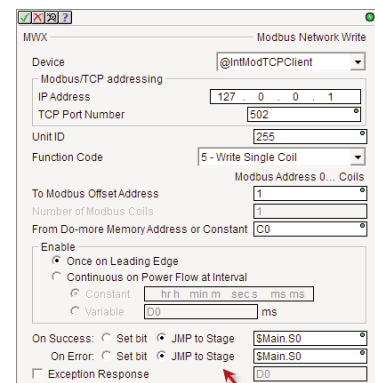 ?
MWX Modbus Network Write
Device @IntModTCPClient
Modbus/TCP addressing
IP Address 127 . 0 . 0 . 1
TCP Port Number 502
Unit ID 255
Function Code 5 - Write Single Coil
Modbus Address 0... Coils
To Modbus Offset Address 1
Number of Modbus Coils 1
From Do-more Memory Address or Constant C0
Enable
Once on Leading Edge
Continuous on Power Flow at Interval
Constant hr h min m sec s ms ms
Variable D0 ms
On Success: Set bit JMP to Stage $Main.S0
On Error: Set bit JMP to Stage $Main.S0
Exception Response D0